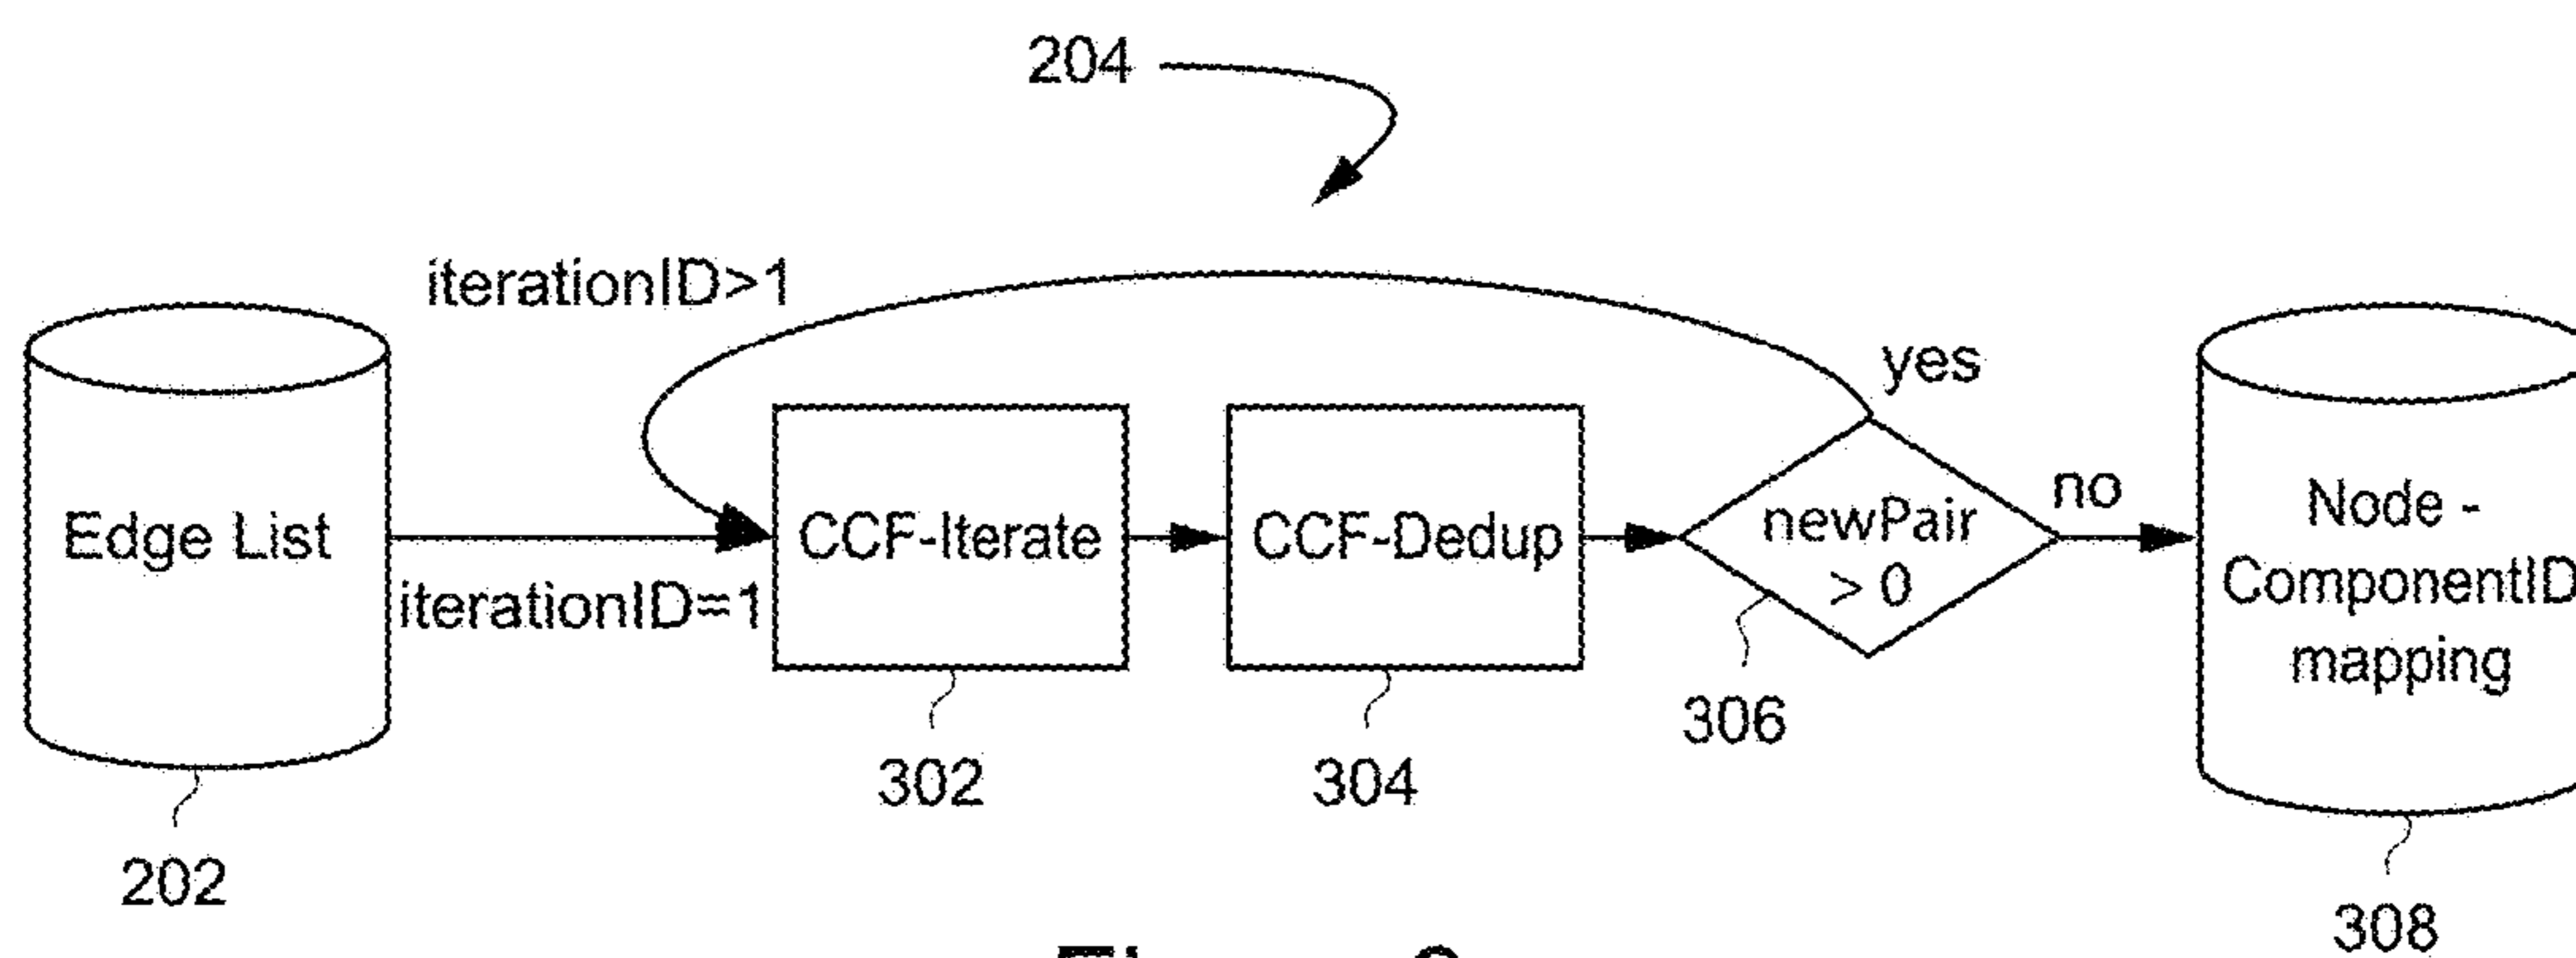 204
iterationID>1
yes
no
Edge List
iterationID=1
CCF-Iterate
CCF-Dedup
newPair
> 0
Node -
ComponentID
mapping
306
302
304
202
308